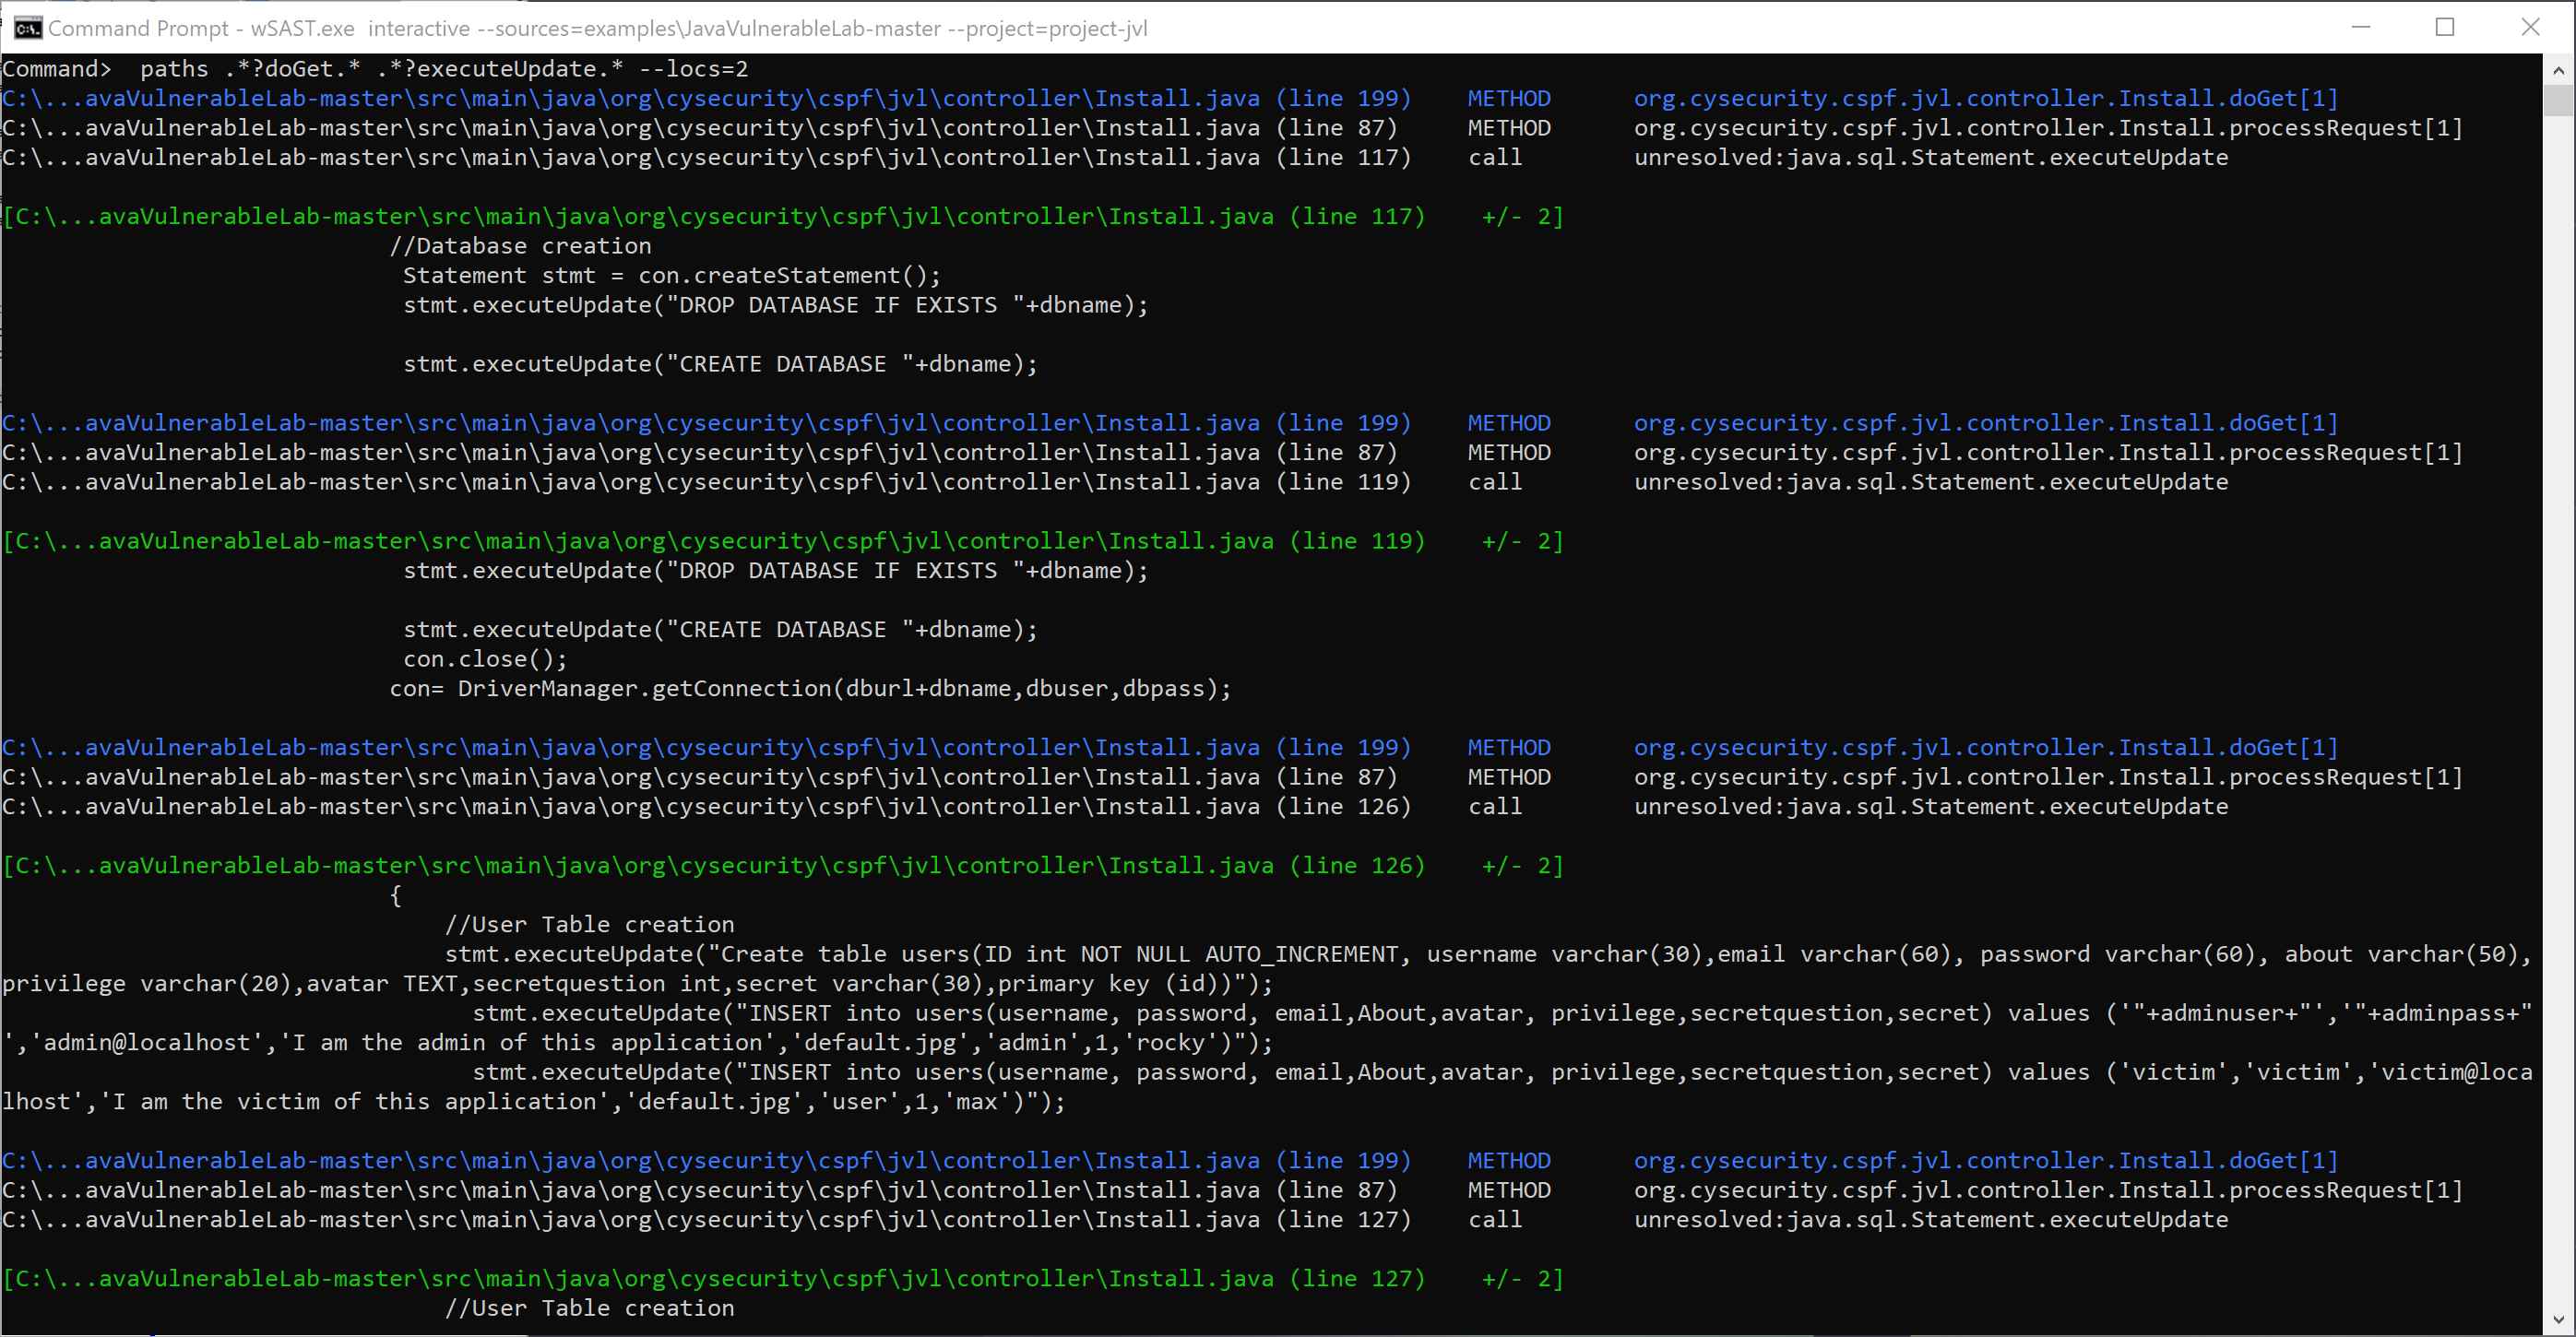 Command Prompt - wSAST.exe  interactive --sources=examples\JavaVulnerableLab-master --project=project-jvl
Command>  paths .*?doGet.* .*?executeUpdate.* --locs=2
C:\...avaVulnerableLab-master\src\main\java\org\cysecurity\cspf\jvl\controller\Install.java (line 199)    METHOD      org.cysecurity.cspf.jvl.controller.Install.doGet[1]
C:\...avaVulnerableLab-master\src\main\java\org\cysecurity\cspf\jvl\controller\Install.java (line 87)     METHOD      org.cysecurity.cspf.jvl.controller.Install.processRequest[1]
C:\...avaVulnerableLab-master\src\main\java\org\cysecurity\cspf\jvl\controller\Install.java (line 117)    call        unresolved:java.sql.Statement.executeUpdate
[C:\...avaVulnerableLab-master\src\main\java\org\cysecurity\cspf\jvl\controller\Install.java (line 117)    +/- 2]
//Database creation
Statement stmt = con.createStatement();
stmt.executeUpdate("DROP DATABASE IF EXISTS "+dbname);
stmt.executeUpdate("CREATE DATABASE "+dbname);
C:\...avaVulnerableLab-master\src\main\java\org\cysecurity\cspf\jvl\controller\Install.java (line 199)    METHOD      org.cysecurity.cspf.jvl.controller.Install.doGet[1]
C:\...avaVulnerableLab-master\src\main\java\org\cysecurity\cspf\jvl\controller\Install.java (line 87)     METHOD      org.cysecurity.cspf.jvl.controller.Install.processRequest[1]
C:\...avaVulnerableLab-master\src\main\java\org\cysecurity\cspf\jvl\controller\Install.java (line 119)    call        unresolved:java.sql.Statement.executeUpdate
[C:\...avaVulnerableLab-master\src\main\java\org\cysecurity\cspf\jvl\controller\Install.java (line 119)    +/- 2]
stmt.executeUpdate("DROP DATABASE IF EXISTS "+dbname);
stmt.executeUpdate("CREATE DATABASE "+dbname);
con.close();
con= DriverManager.getConnection(dburl+dbname,dbuser,dbpass);
C:\...avaVulnerableLab-master\src\main\java\org\cysecurity\cspf\jvl\controller\Install.java (line 199)    METHOD      org.cysecurity.cspf.jvl.controller.Install.doGet[1]
C:\...avaVulnerableLab-master\src\main\java\org\cysecurity\cspf\jvl\controller\Install.java (line 87)     METHOD      org.cysecurity.cspf.jvl.controller.Install.processRequest[1]
C:\...avaVulnerableLab-master\src\main\java\org\cysecurity\cspf\jvl\controller\Install.java (line 126)    call        unresolved:java.sql.Statement.executeUpdate
[C:\...avaVulnerableLab-master\src\main\java\org\cysecurity\cspf\jvl\controller\Install.java (line 126)    +/- 2]
{
//User Table creation
stmt.executeUpdate("Create table users(ID int NOT NULL AUTO_INCREMENT, username varchar(30),email varchar(60), password varchar(60), about varchar(50),
privilege varchar(20),avatar TEXT,secretquestion int,secret varchar(30),primary key (id))");
stmt.executeUpdate("INSERT into users(username, password, email,About,avatar, privilege,secretquestion,secret) values ('"+adminuser+"','"+adminpass+"
','admin@localhost','I am the admin of this application','default.jpg','admin',1,'rocky')");
stmt.executeUpdate("INSERT into users(username, password, email,About,avatar, privilege,secretquestion,secret) values ('victim','victim','victim@loca
lhost','I am the victim of this application','default.jpg','user',1,'max')");
C:\...avaVulnerableLab-master\src\main\java\org\cysecurity\cspf\jvl\controller\Install.java (line 199)    METHOD      org.cysecurity.cspf.jvl.controller.Install.doGet[1]
C:\...avaVulnerableLab-master\src\main\java\org\cysecurity\cspf\jvl\controller\Install.java (line 87)     METHOD      org.cysecurity.cspf.jvl.controller.Install.processRequest[1]
C:\...avaVulnerableLab-master\src\main\java\org\cysecurity\cspf\jvl\controller\Install.java (line 127)    call        unresolved:java.sql.Statement.executeUpdate
[C:\...avaVulnerableLab-master\src\main\java\org\cysecurity\cspf\jvl\controller\Install.java (line 127)    +/- 2]
//User Table creation